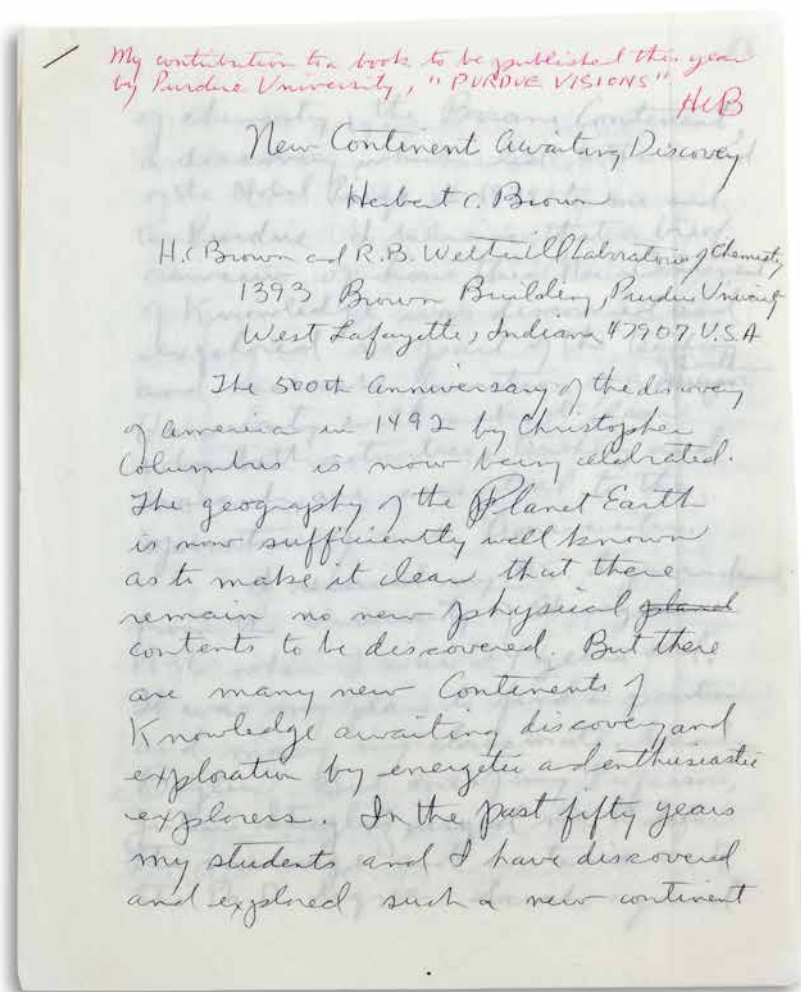 My contribution to a book to be published this year
by Purdue University, "PURDUE VISIONS"
HCB
New Continent Awaiting Discovey
Herbert C. Brown
H.C Brown and R.B. Wetherill Laboratories of Chemistry
1393 Brown Building, Purdue University
West Lafayette, Indiana 47907 U.S.A
The 500th Anniversary of the discovery
of America in 1492 by Christopher
Columbus is now being celebrated.
The geography of the Planet Earth
is now sufficiently well known
as to make it clear that there
remain no new physical planet
contents to be discovered. But there
are many new Continents of
Knowledge awaiting discovery and
exploration by energetic and enthusiastic
explorers. In the past fifty years
my students and I have discovered
and explored such a new continent